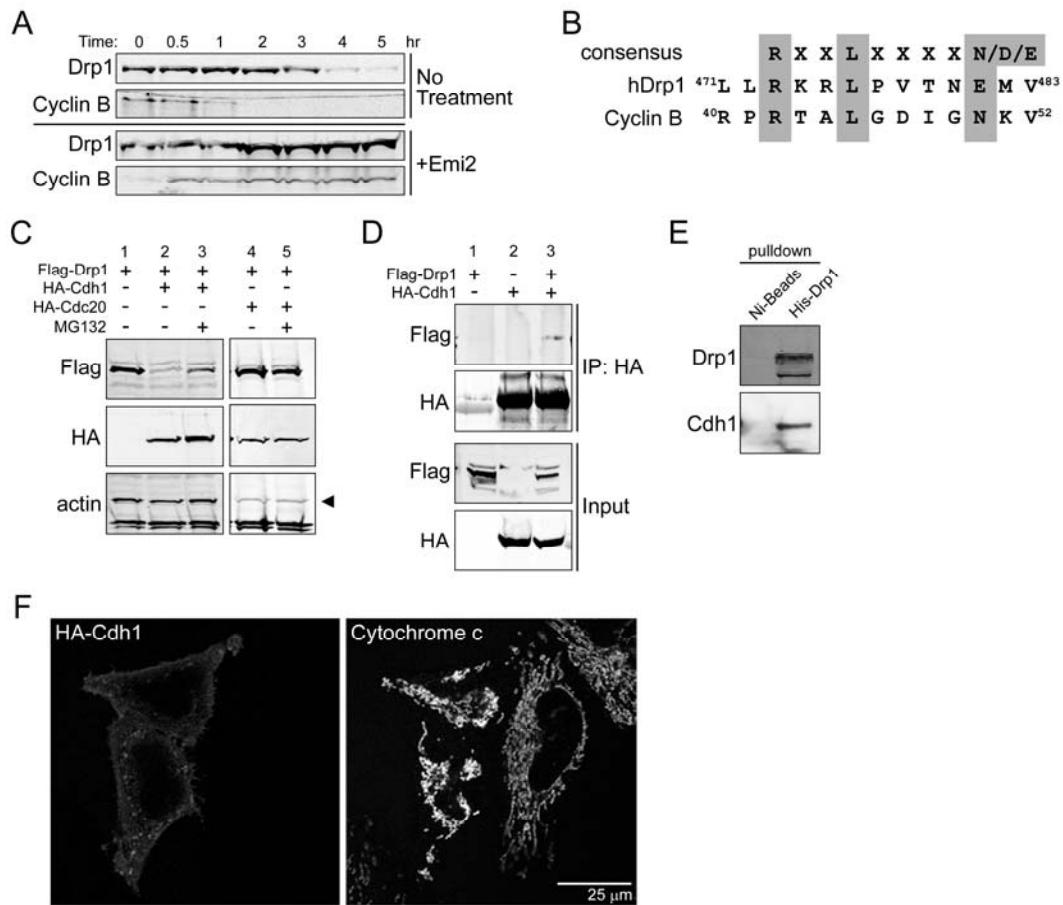 A
Time: 0 0.5 1 2 3 4 5 hr
Drp1
Cyclin B
No Treatment
Drp1
Cyclin B
+Emi2
B
consensus R X X L X X X X N/D/E
hDrp1 471L L R K R L P V T N E M V483
Cyclin B 40R P R T A L G D I G N K V52
C
1 2 3 4 5
Flag-Drp1 + + + + +
HA-Cdh1 - + + - -
HA-Cdc20 - - - + +
MG132 - - + - +
Flag
HA
actin
D
1 2 3
Flag-Drp1 + - +
HA-Cdh1 - + +
Flag
HA
IP: HA
Flag
HA
Input
E
pulldown
Ni-Beads
His-Drp1
Drp1
Cdh1
F
HA-Cdh1
Cytochrome c
25 µm